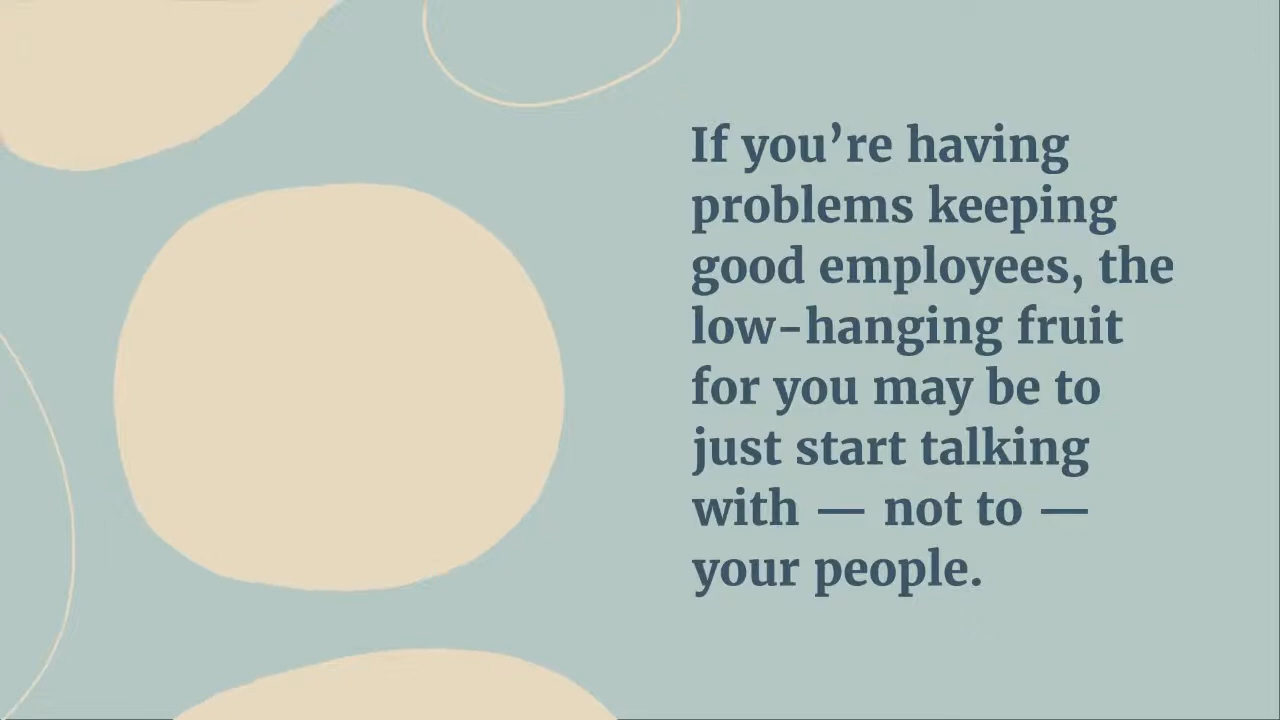 If you’re having
problems keeping
good employees, the
low-hanging fruit
for you may be to
just start talking
with — not to —
your people.